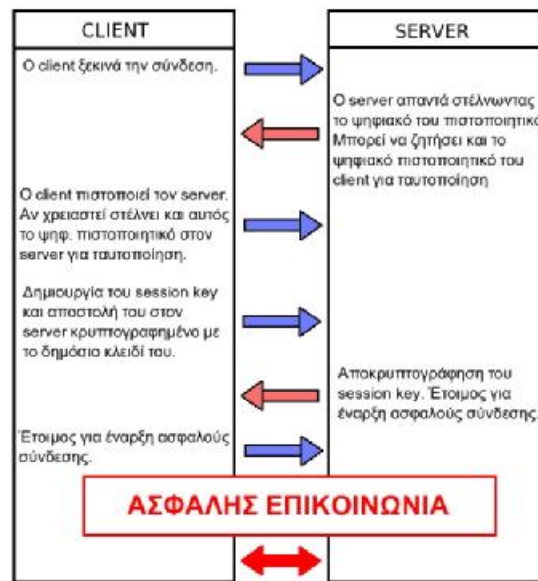 CLIENT
SERVER
Ο client ξεκινά την σύνδεση.
Ο server απαντά στέλνωντας
το ψηφιακό του πιστοποιητικό
Μπορεί να ζητήσει και το
ψηφιακό πιστοποιητικό του
client για ταυτοποίηση
Ο client πιστοποιεί τον server.
Αν χρειαστεί στέλνει και αυτός
το ψηφ. πιστοποιητικό στον
server για ταυτοποίηση.
Δημιουργία του session key
και αποστολή του στον
server κρυπτογραφημένο με
το δημόσιο κλειδί του.
Αποκρυπτογράφηση του
session key. Έτοιμος για
έναρξη ασφαλούς σύνδεσης.
Έτοιμος για έναρξη ασφαλούς
σύνδεσης.
ΑΣΦΑΛΗΣ ΕΠΙΚΟΙΝΩΝΙΑ